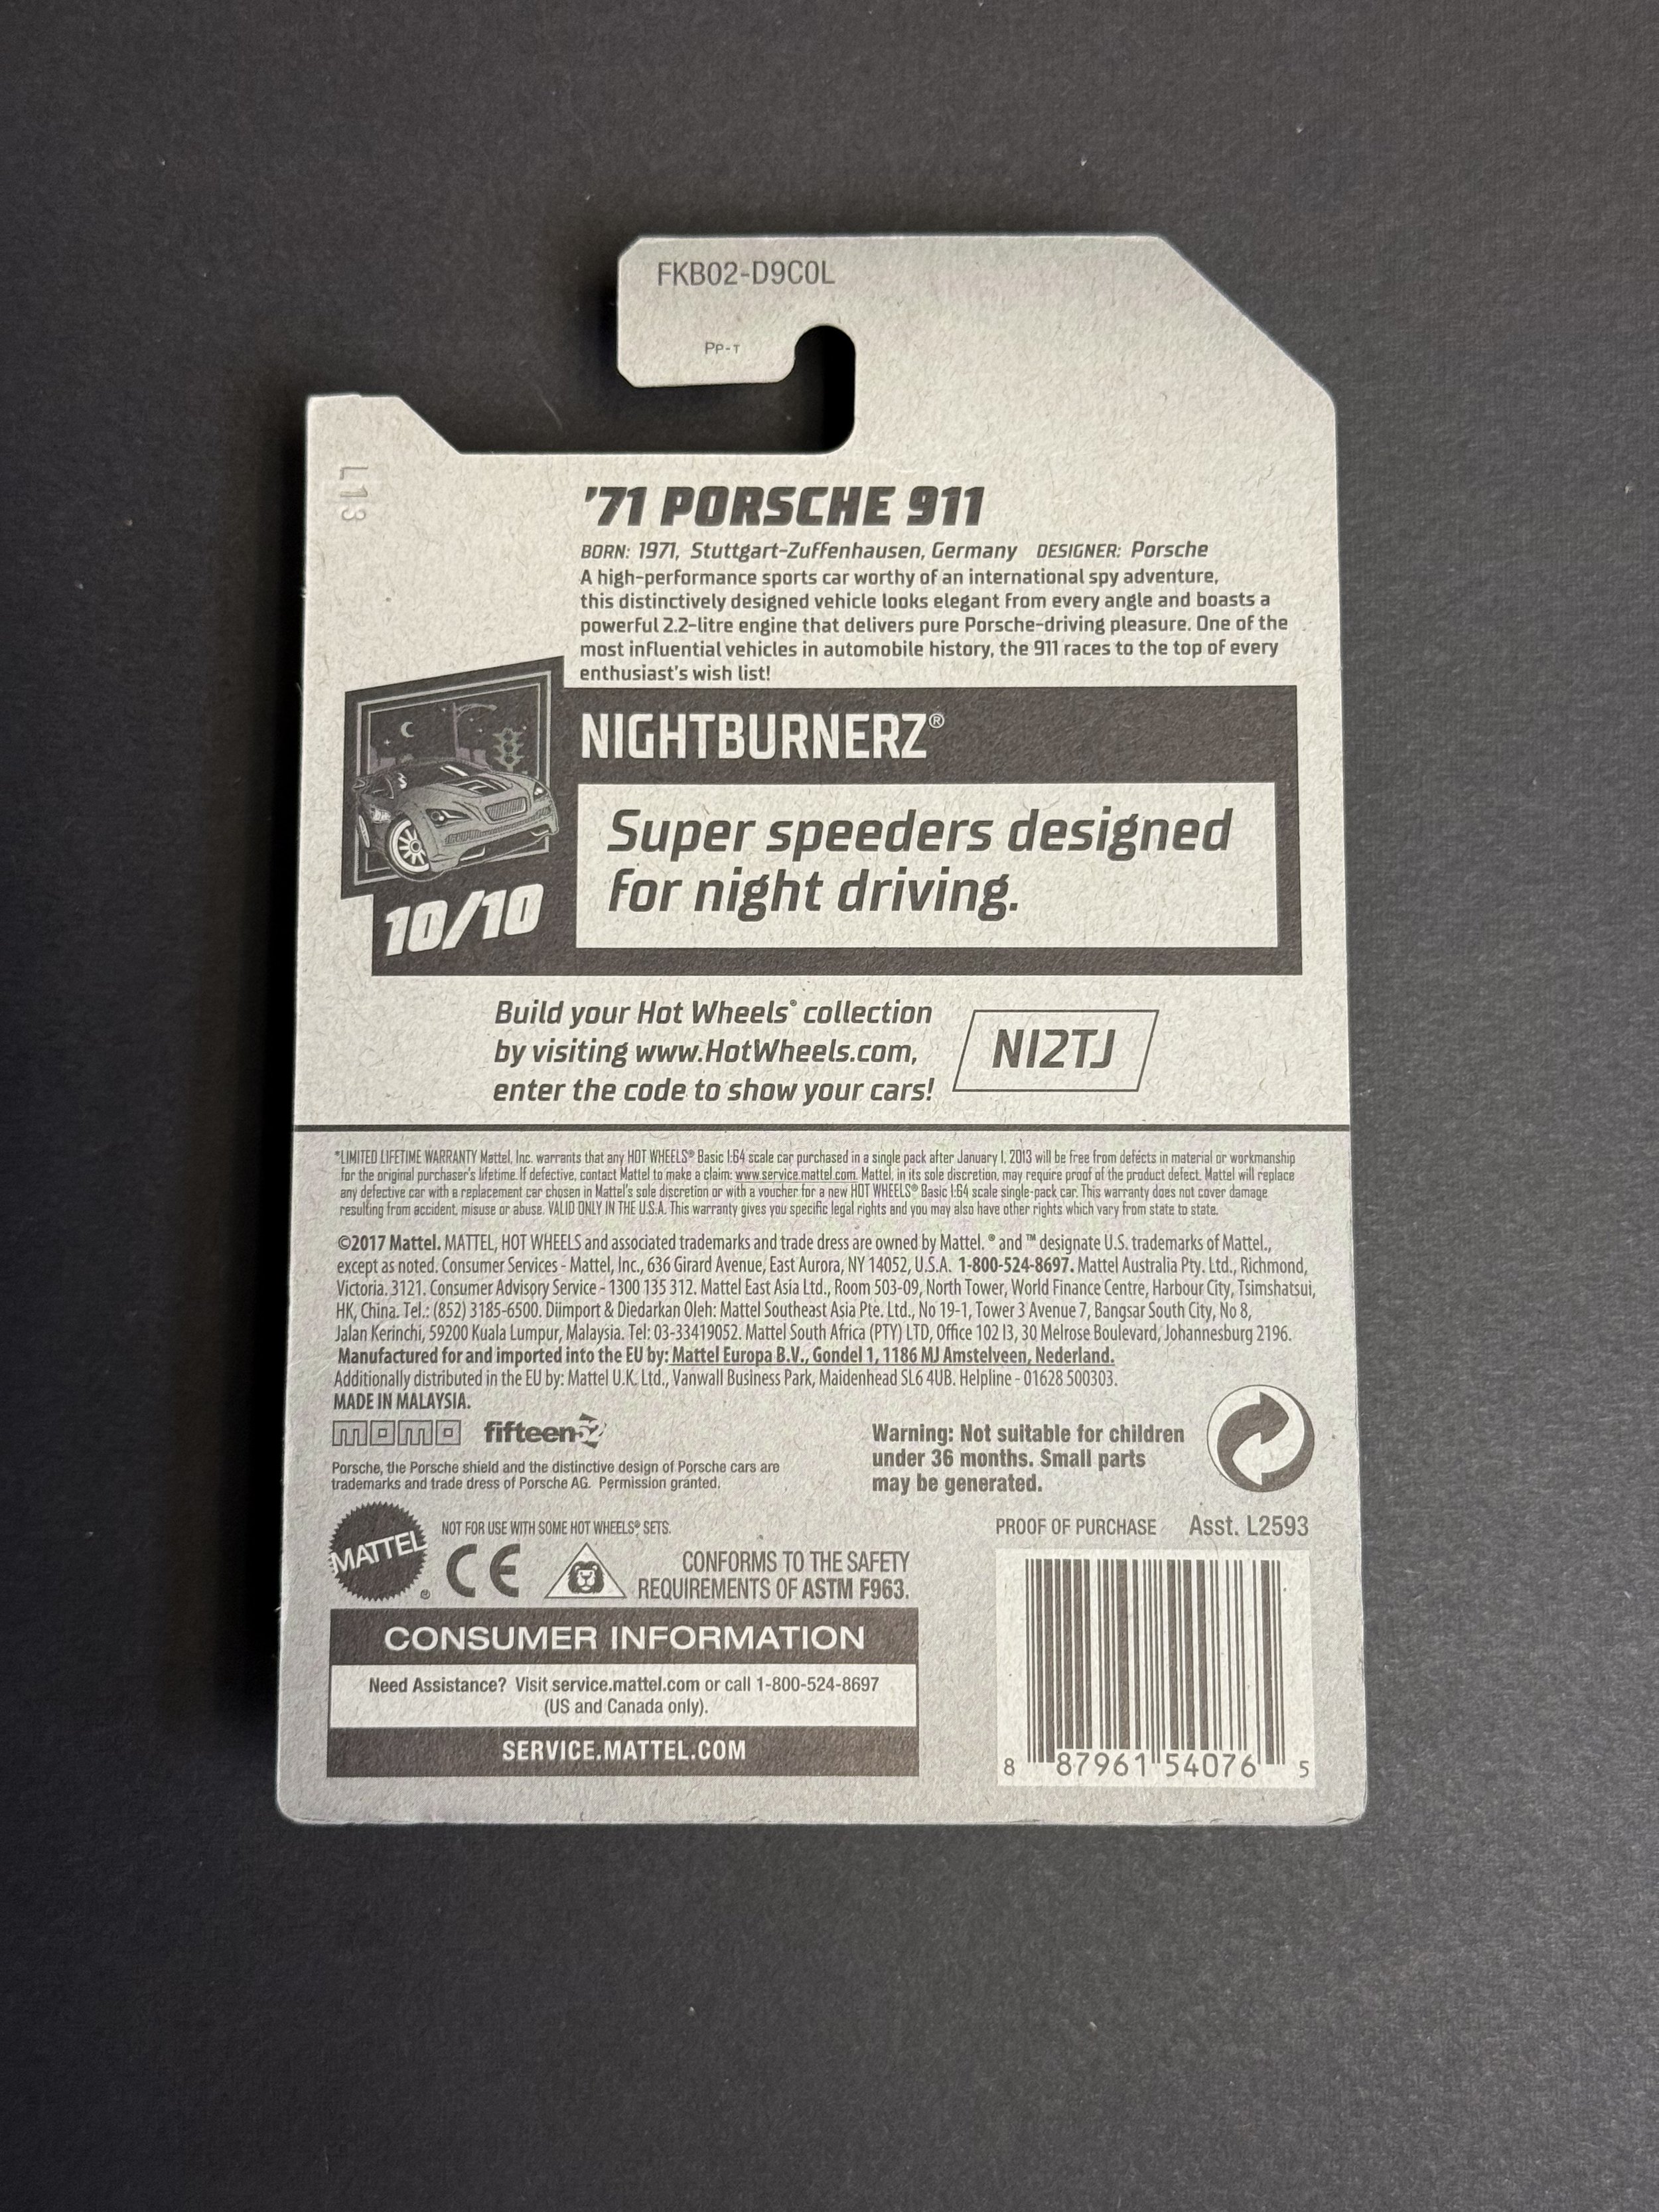 FKB02-D9C0L
PP-T
L13
'71 PORSCHE 911
BORN: 1971, Stuttgart-Zuffenhausen, Germany DESIGNER: Porsche
A high-performance sports car worthy of an international spy adventure,
this distinctively designed vehicle looks elegant from every angle and boasts a
powerful 2.2-litre engine that delivers pure Porsche-driving pleasure. One of the
most influential vehicles in automobile history, the 911 races to the top of every
enthusiast's wish list!
NIGHTBURNERZ®
Super speeders designed
for night driving.
10/10
Build your Hot Wheels® collection
by visiting www.HotWheels.com,
enter the code to show your cars!
NI2TJ
*LIMITED LIFETIME WARRANTY Mattel, Inc. warrants that any HOT WHEELS® Basic 1:64 scale car purchased in a single pack after January 1, 2013 will be free from defects in material or workmanship
for the original purchaser's lifetime. If defective, contact Mattel to make a claim: www.service.mattel.com. Mattel, in its sole discretion, may require proof of the product defect. Mattel will replace
any defective car with a replacement car chosen in Mattel's sole discretion or with a voucher for a new HOT WHEELS® Basic 1:64 scale single-pack car. This warranty does not cover damage
resulting from accident, misuse or abuse. VALID ONLY IN THE U.S.A. This warranty gives you specific legal rights and you may also have other rights which vary from state to state.
©2017 Mattel. MATTEL, HOT WHEELS and associated trademarks and trade dress are owned by Mattel. ® and ™ designate U.S. trademarks of Mattel.,
except as noted. Consumer Services - Mattel, Inc., 636 Girard Avenue, East Aurora, NY 14052, U.S.A. 1-800-524-8697. Mattel Australia Pty. Ltd., Richmond,
Victoria. 3121. Consumer Advisory Service - 1300 135 312. Mattel East Asia Ltd., Room 503-09, North Tower, World Finance Centre, Harbour City, Tsimshatsui,
HK, China. Tel.: (852) 3185-6500. Diimport & Diedarkan Oleh: Mattel Southeast Asia Pte. Ltd., No 19-1, Tower 3 Avenue 7, Bangsar South City, No 8,
Jalan Kerinchi, 59200 Kuala Lumpur, Malaysia. Tel: 03-33419052. Mattel South Africa (PTY) LTD, Office 102 I3, 30 Melrose Boulevard, Johannesburg 2196.
Manufactured for and imported into the EU by: Mattel Europa B.V., Gondel 1, 1186 MJ Amstelveen, Nederland.
Additionally distributed in the EU by: Mattel U.K. Ltd., Vanwall Business Park, Maidenhead SL6 4UB. Helpline - 01628 500303.
MADE IN MALAYSIA.
momo fifteen52
Porsche, the Porsche shield and the distinctive design of Porsche cars are
trademarks and trade dress of Porsche AG. Permission granted.
Warning: Not suitable for children
under 36 months. Small parts
may be generated.
MATTEL®
NOT FOR USE WITH SOME HOT WHEELS® SETS.
CE
CONFORMS TO THE SAFETY
REQUIREMENTS OF ASTM F963.
PROOF OF PURCHASE Asst. L2593
CONSUMER INFORMATION
Need Assistance? Visit service.mattel.com or call 1-800-524-8697
(US and Canada only).
SERVICE.MATTEL.COM
8 87961 54076 5